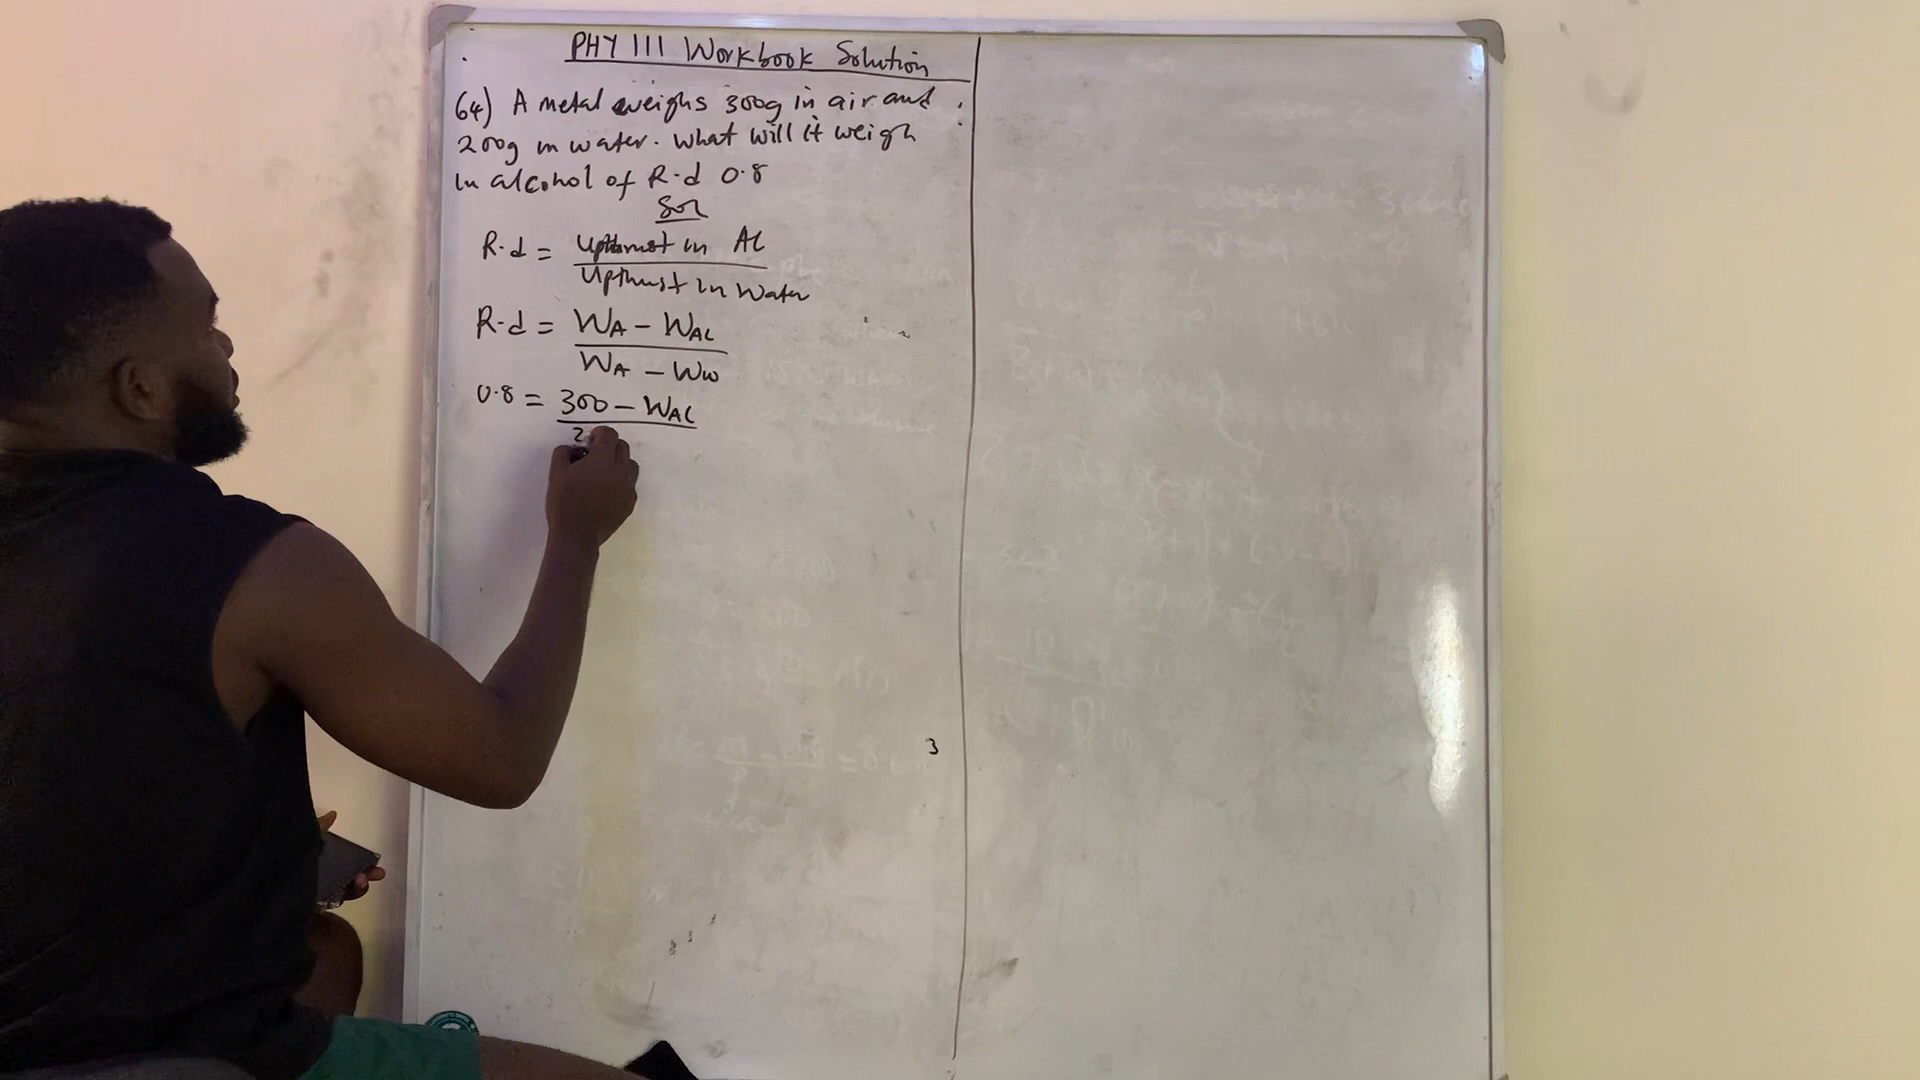 PHY 111 Workbook Solution
64) A metal weighs 300g in air and
200g in water. What will it weigh
in alcohol of R.d 0.8
Sol
R.d = Upthrust in AL
Upthrust in Water
R.d = WA - WAL
WA - Ww
0.8 = 300 - WAL
2
3